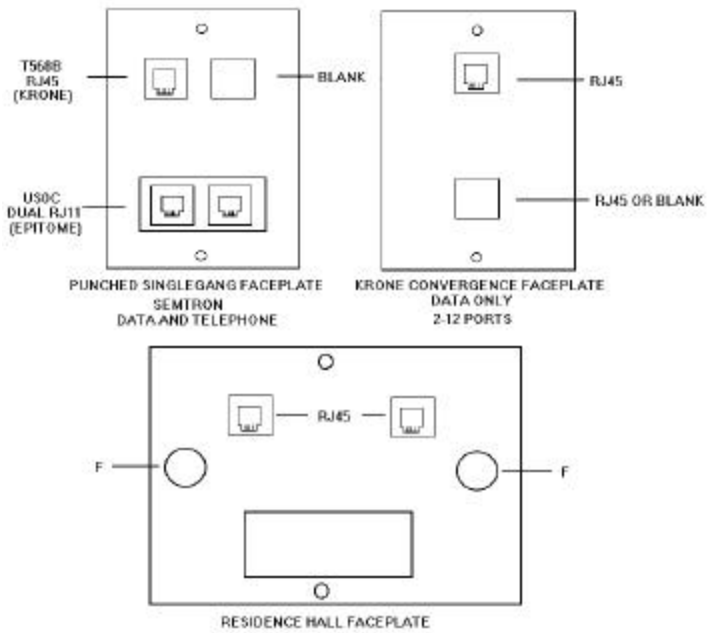 T568B
RJ45
(KRONE)
BLANK
USOC
DUAL RJ11
(EPITOME)
PUNCHED SINGLEGANG FACEPLATE
SEMTRON
DATA AND TELEPHONE
RJ45
RJ45 OR BLANK
KRONE CONVERGENCE FACEPLATE
DATA ONLY
2-12 PORTS
RJ45
F
F
RESIDENCE HALL FACEPLATE